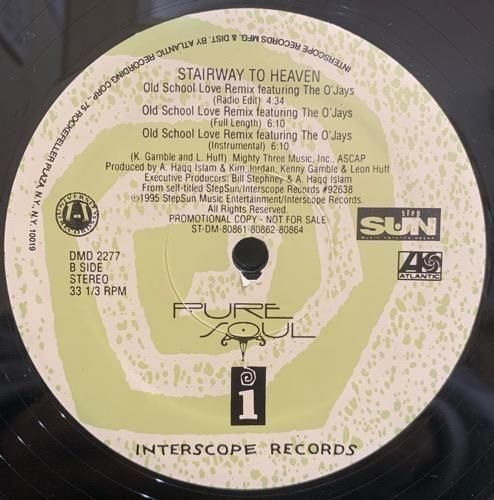 INTERSCOPE RECORDS MFG. & DIST. BY ATLANTIC RECORDING CORP. 75 ROCKEFELLER PLAZA, N.Y., N.Y. 10019
STAIRWAY TO HEAVEN
Old School Love Remix featuring The O'Jays
(Radio Edit) 4:34
Old School Love Remix featuring The O'Jays
(Full Length) 6:10
Old School Love Remix featuring The O'Jays
(Instrumental) 6:10
(K. Gamble and L. Huff) Mighty Three Music, Inc., ASCAP
Produced by A. Haqq Islam & Kim Jordan, Kenny Gamble & Leon Huff
Executive Producers: Bill Stephney & A. Haqq Islam
From self-titled StepSun/Interscope Records #92638
℗©1995 StepSun Music Entertainment/Interscope Records.
All Rights Reserved.
PROMOTIONAL COPY - NOT FOR SALE
ST-DM-80861-80862-80864
UNIVERSITY
RECORDS
step
SUN
ATLANTIC
DMD 2277
B SIDE
STEREO
33 1/3 RPM
PURE
SOUL
i
INTERSCOPE RECORDS